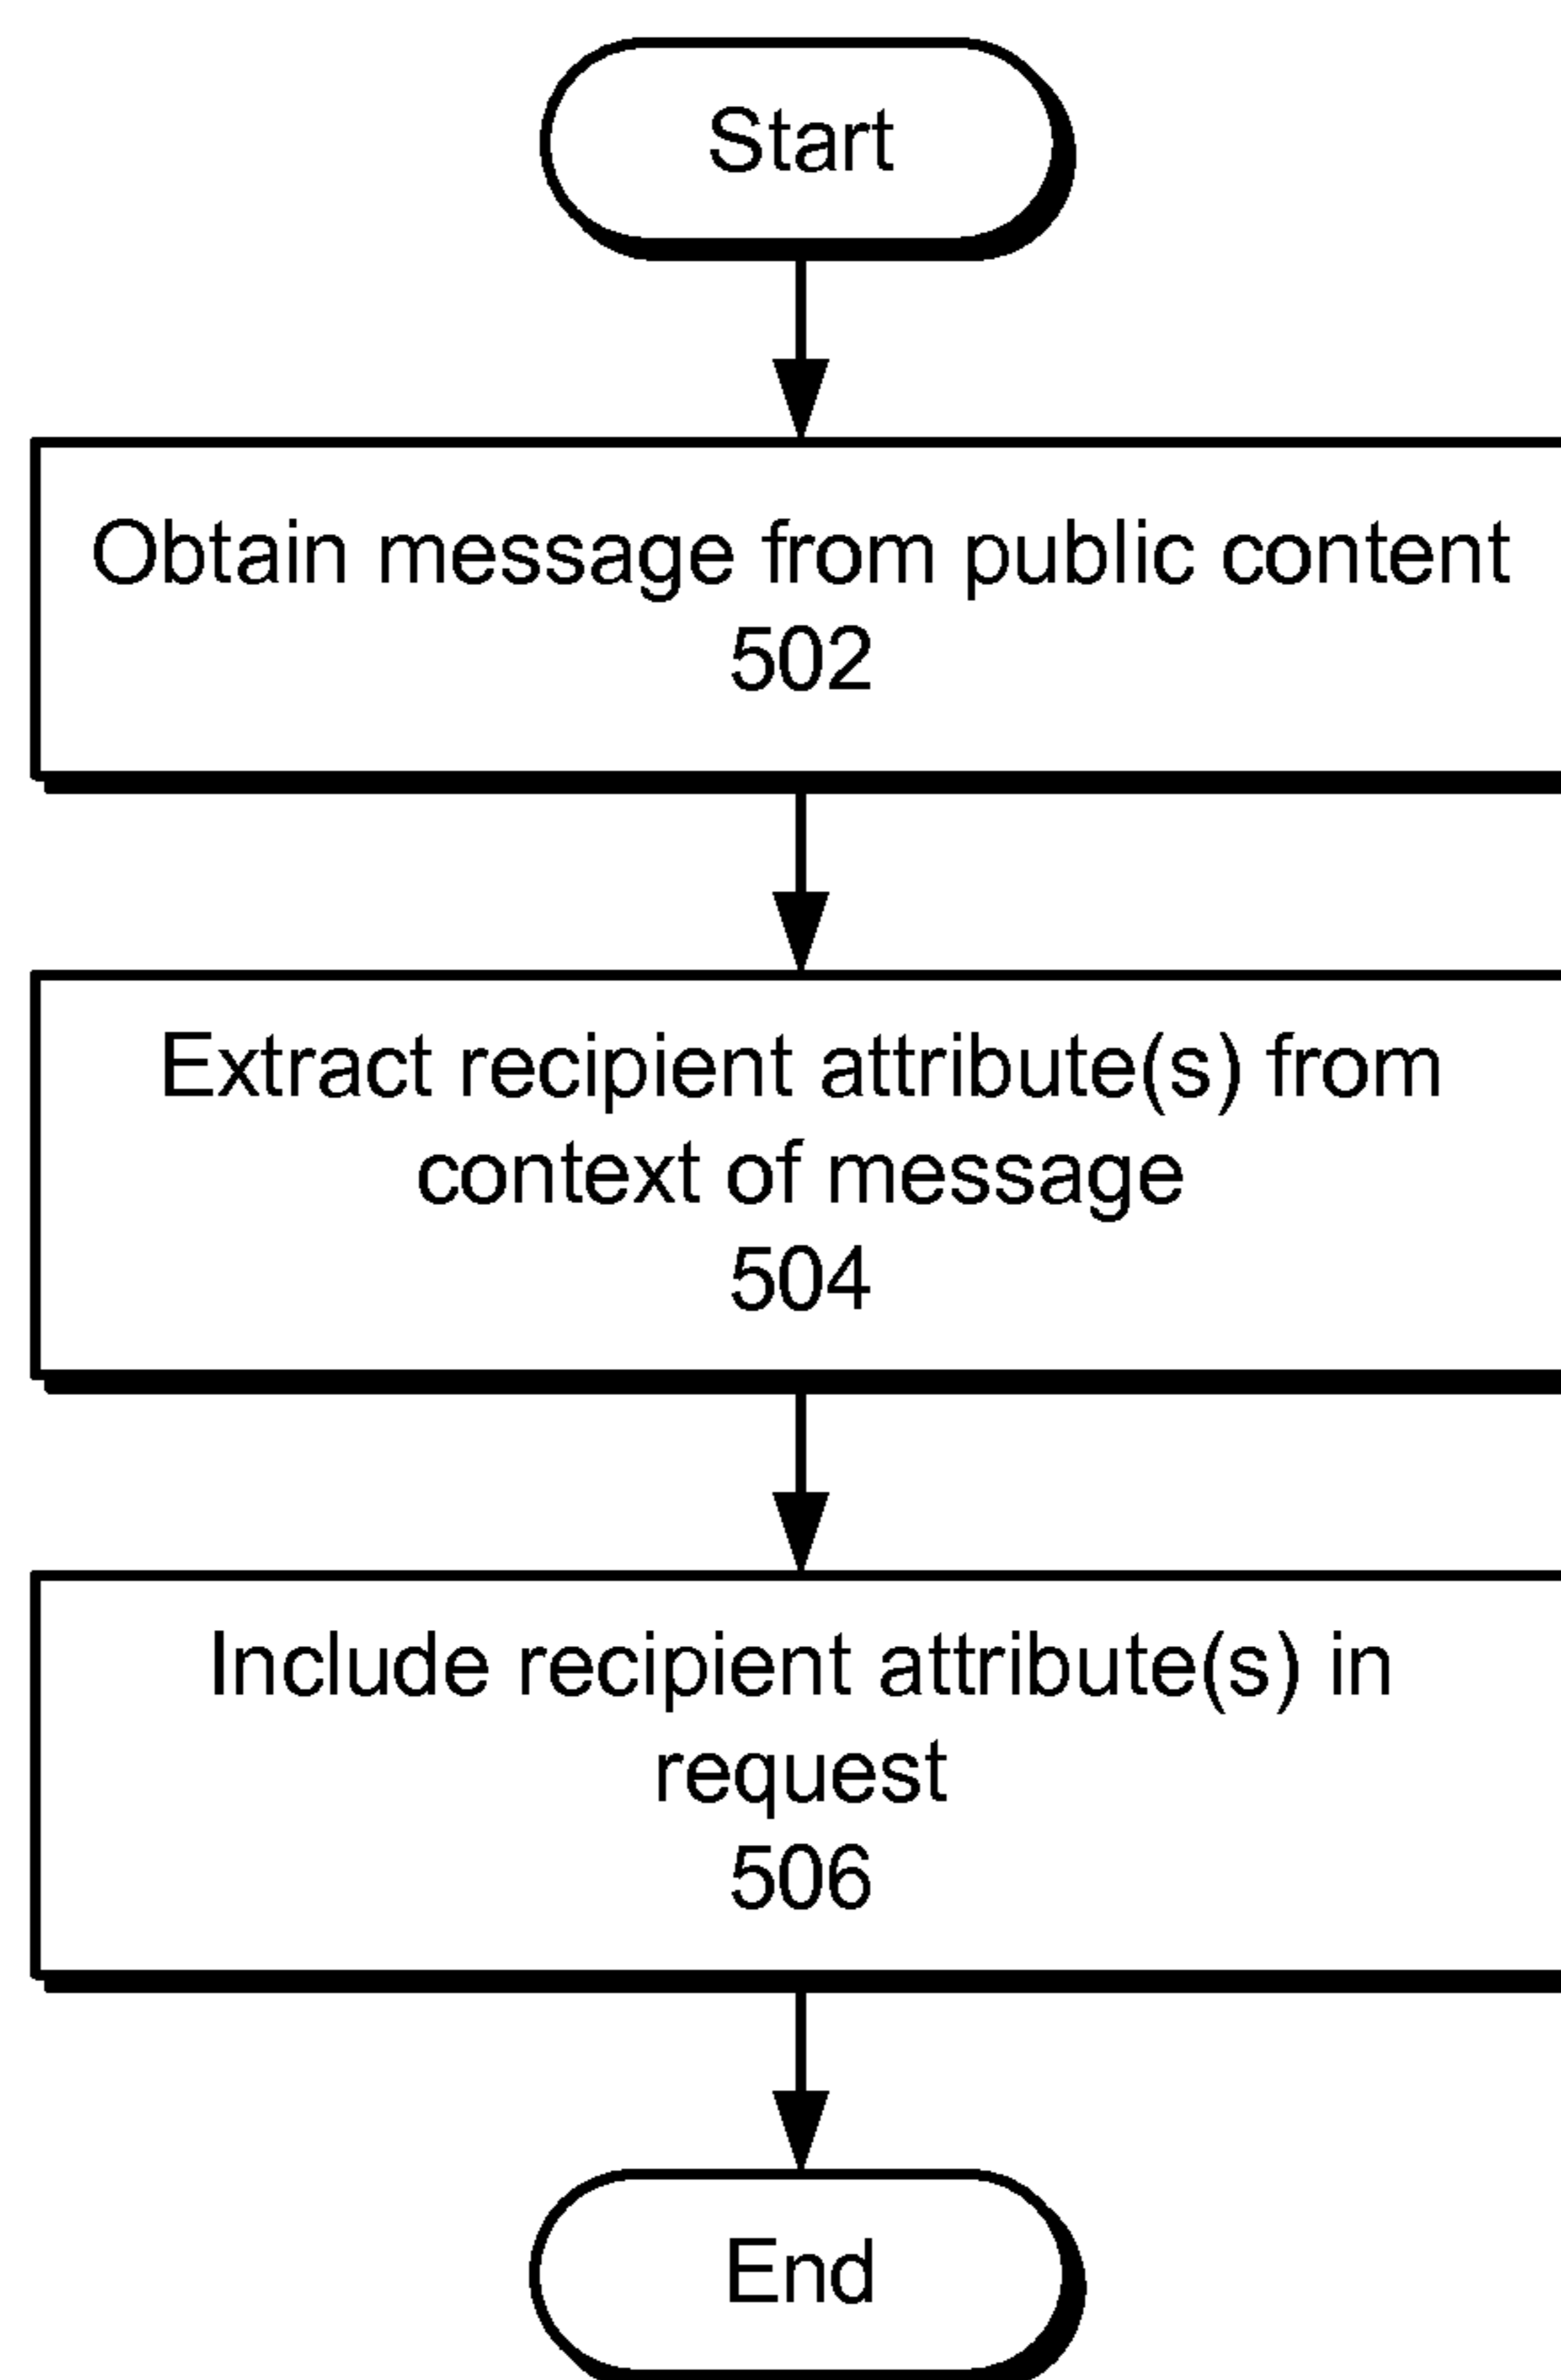 Start
Obtain message from public content
502
Extract recipient attribute(s) from
context of message
504
Include recipient attribute(s) in
request
506
End